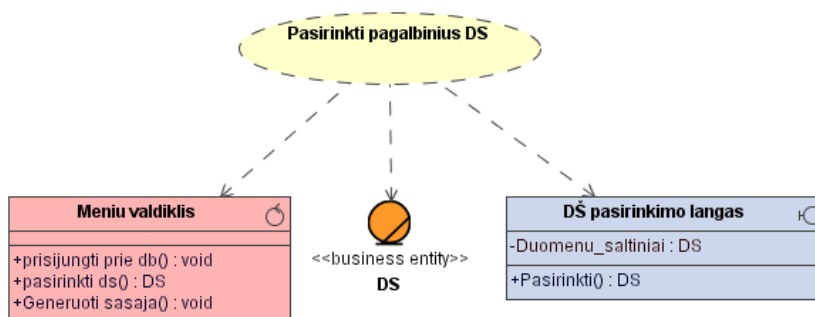 Pasirinkti pagalbinius DS
Meniu valdiklis
+prisijungti prie db() : void
+pasirinkti ds() : DS
+Generuoti sasaja() : void
<<business entity>>
DS
DŠ pasirinkimo langas
-Duomenu_saltiniai : DS
+Pasirinkti() : DS